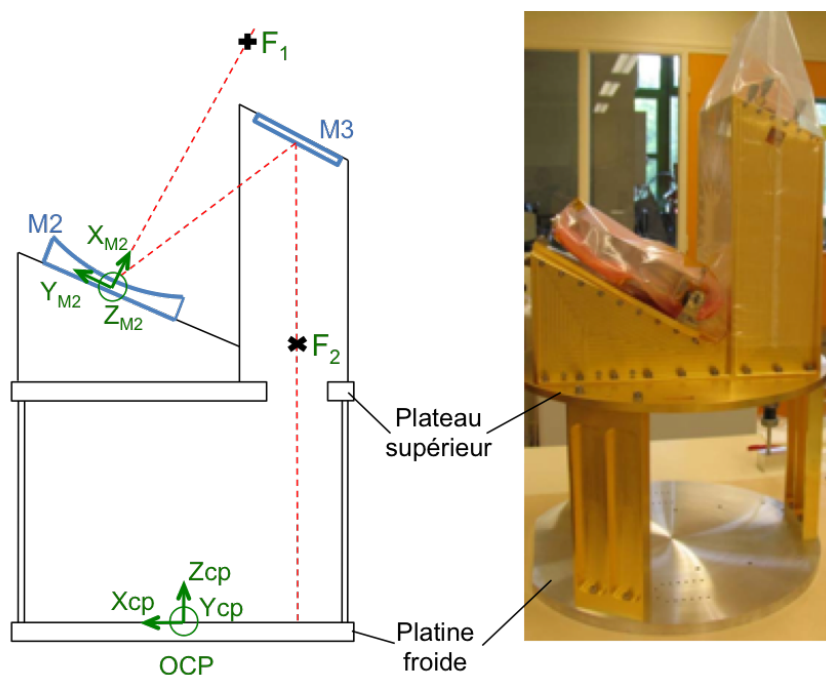 F1
M3
M2
XM2
YM2
ZM2
F2
Plateau
supérieur
Zcp
Xcp
Ycp
Platine
froide
OCP